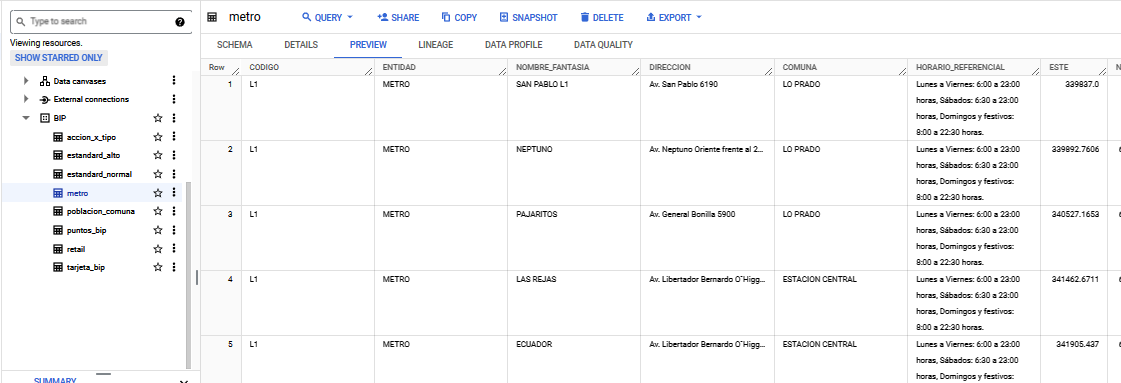 Type to search
?
Viewing resources.
SHOW STARRED ONLY
Data canvases
External connections
BIP
accion_x_tipo
estandard_alto
estandard_normal
metro
poblacion_comuna
puntos_bip
retail
tarjeta_bip
SUMMARY
metro QUERY SHARE COPY SNAPSHOT DELETE EXPORT
SCHEMA DETAILS PREVIEW LINEAGE DATA PROFILE DATA QUALITY
Row CODIGO ENTIDAD NOMBRE_FANTASIA DIRECCION COMUNA HORARIO_REFERENCIAL ESTE
1 L1 METRO SAN PABLO L1 Av. San Pablo 6190 LO PRADO Lunes a Viernes: 6:00 a 23:00 339837.0
horas, Sábados: 6:30 a 23:00
horas, Domingos y festivos:
8:00 a 22:30 horas.
2 L1 METRO NEPTUNO Av. Neptuno Oriente frente al 2... LO PRADO Lunes a Viernes: 6:00 a 23:00 339892.7606
horas, Sábados: 6:30 a 23:00
horas, Domingos y festivos:
8:00 a 22:30 horas.
3 L1 METRO PAJARITOS Av. General Bonilla 5900 LO PRADO Lunes a Viernes: 6:00 a 23:00 340527.1653
horas, Sábados: 6:30 a 23:00
horas, Domingos y festivos:
8:00 a 22:30 horas.
4 L1 METRO LAS REJAS Av. Libertador Bernardo O´Higg... ESTACION CENTRAL Lunes a Viernes: 6:00 a 23:00 341462.6711
horas, Sábados: 6:30 a 23:00
horas, Domingos y festivos:
8:00 a 22:30 horas.
5 L1 METRO ECUADOR Av. Libertador Bernardo O´Higg... ESTACION CENTRAL Lunes a Viernes: 6:00 a 23:00 341905.437
horas, Sábados: 6:30 a 23:00
horas, Domingos y festivos: